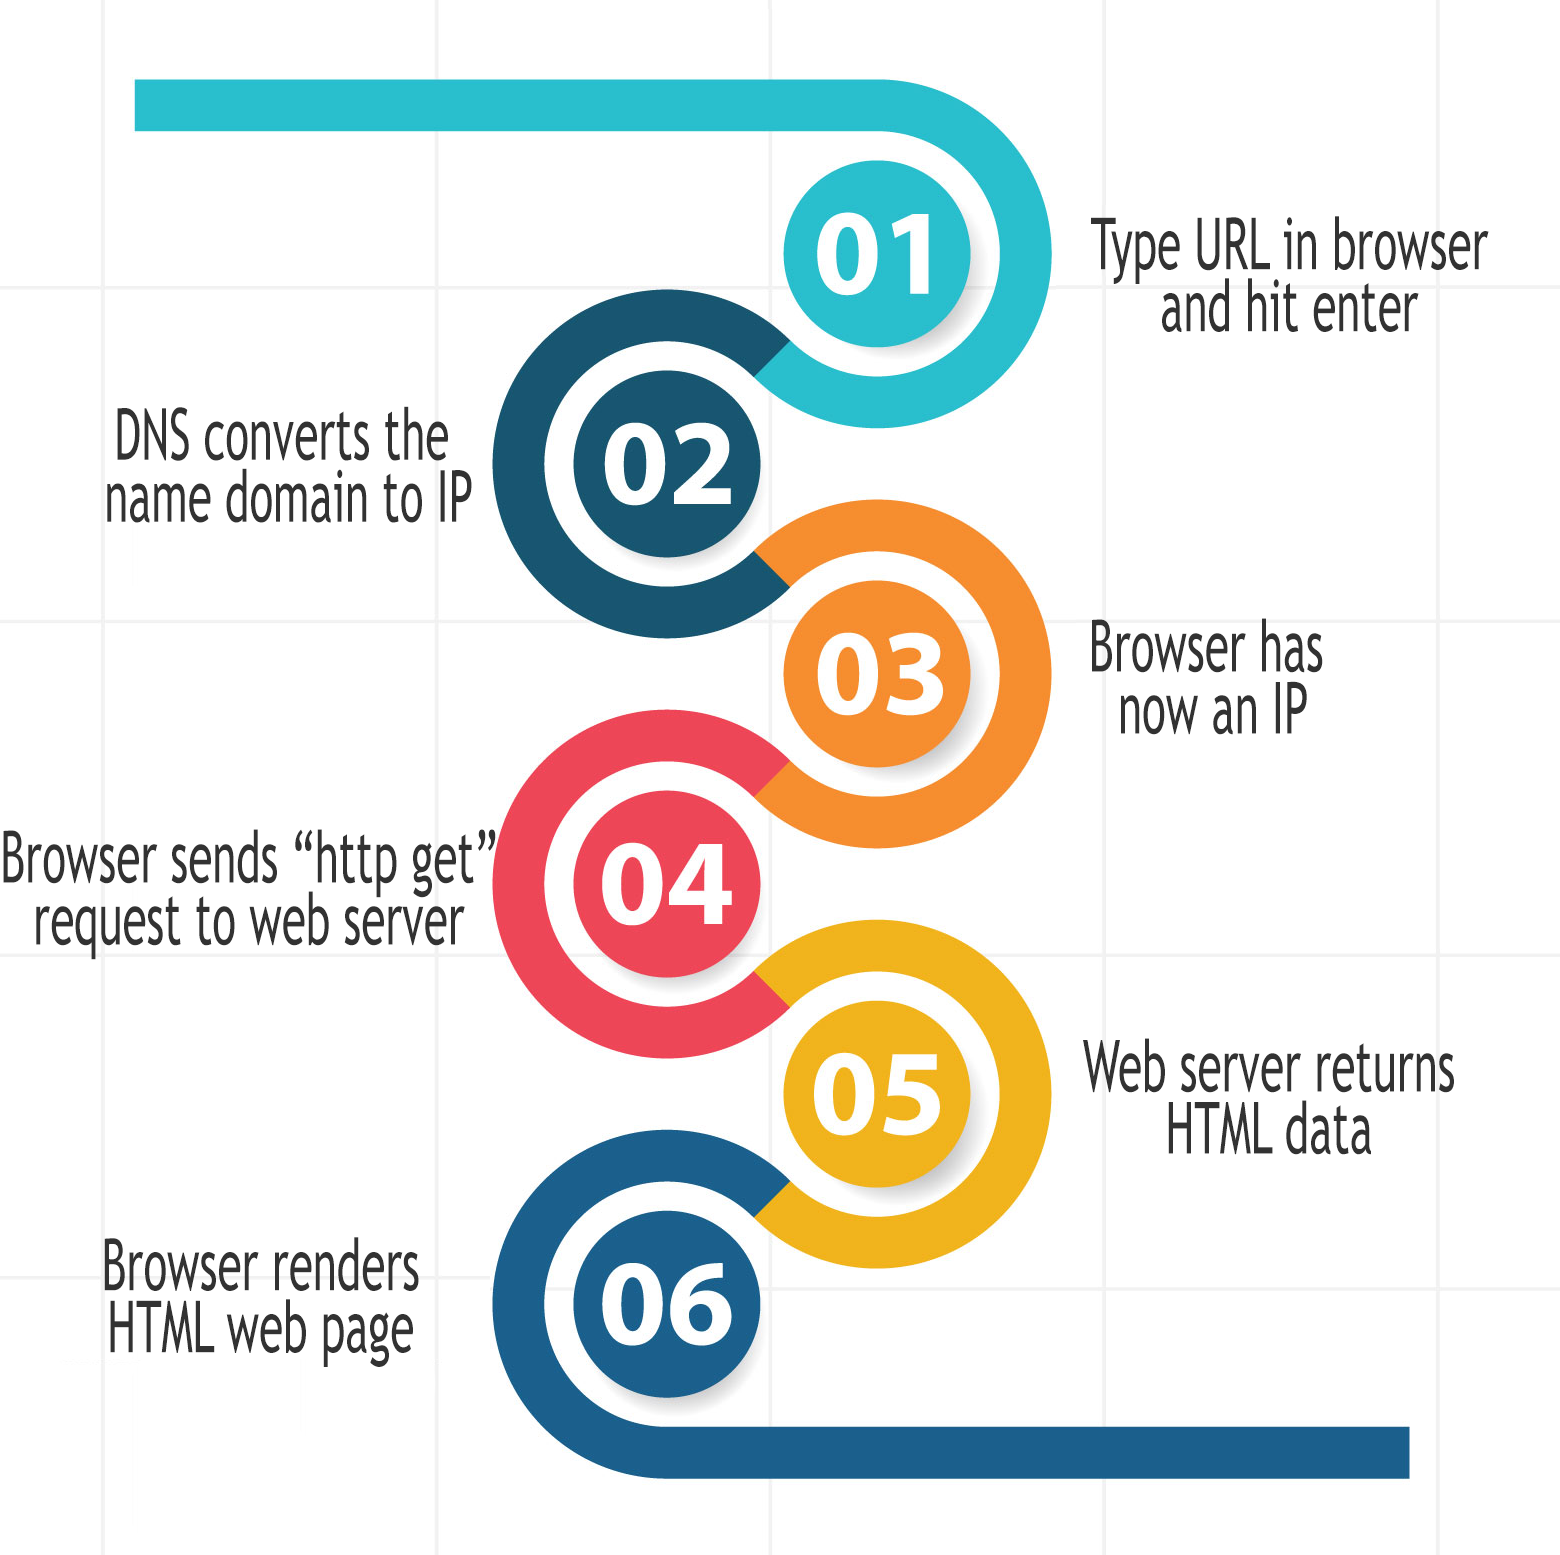 01
Type URL in browser
and hit enter
02
DNS converts the
name domain to IP
03
Browser has
now an IP
04
Browser sends “http get”
request to web server
05
Web server returns
HTML data
06
Browser renders
HTML web page